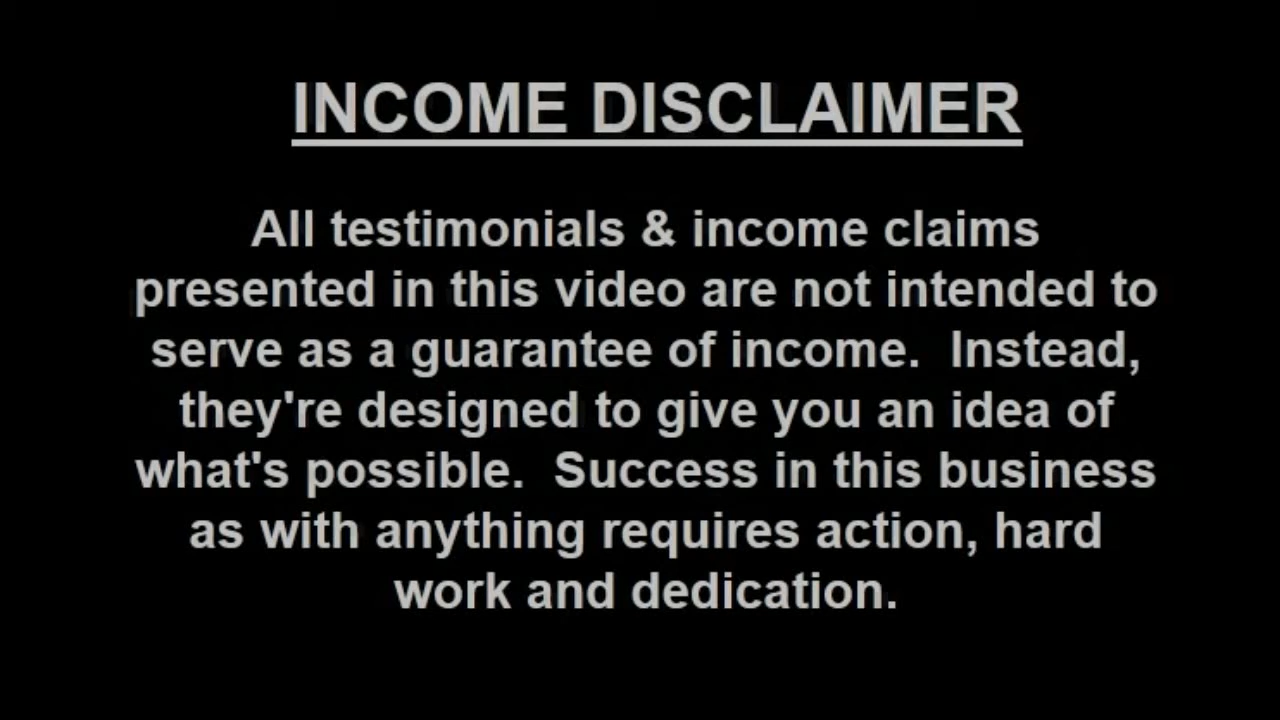 INCOME DISCLAIMER
All testimonials & income claims
presented in this video are not intended to
serve as a guarantee of income.  Instead,
they're designed to give you an idea of
what's possible.  Success in this business
as with anything requires action, hard
work and dedication.